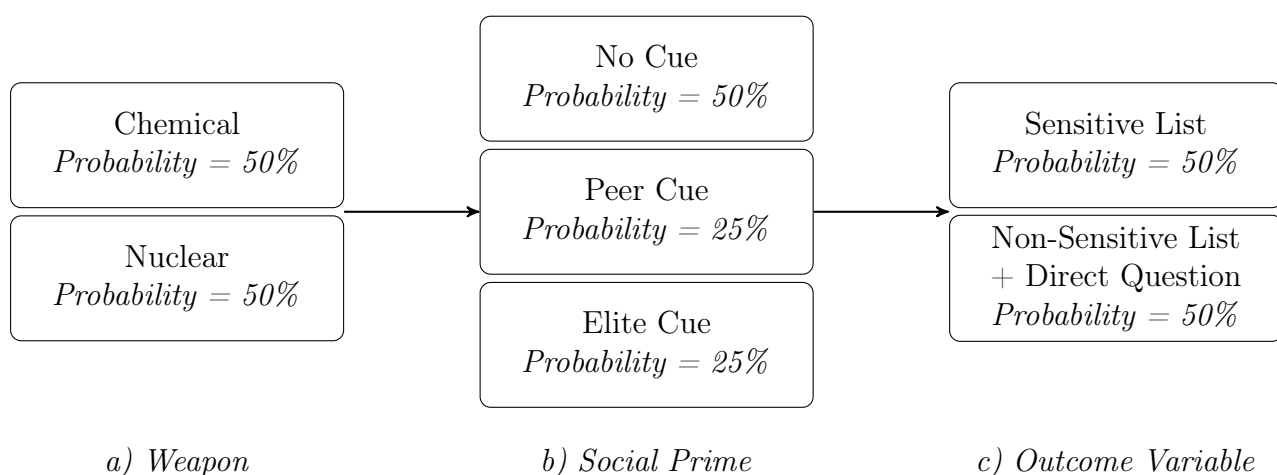 Chemical
Probability = 50%
Nuclear
Probability = 50%
No Cue
Probability = 50%
Peer Cue
Probability = 25%
Elite Cue
Probability = 25%
Sensitive List
Probability = 50%
Non-Sensitive List
+ Direct Question
Probability = 50%
a) Weapon
b) Social Prime
c) Outcome Variable